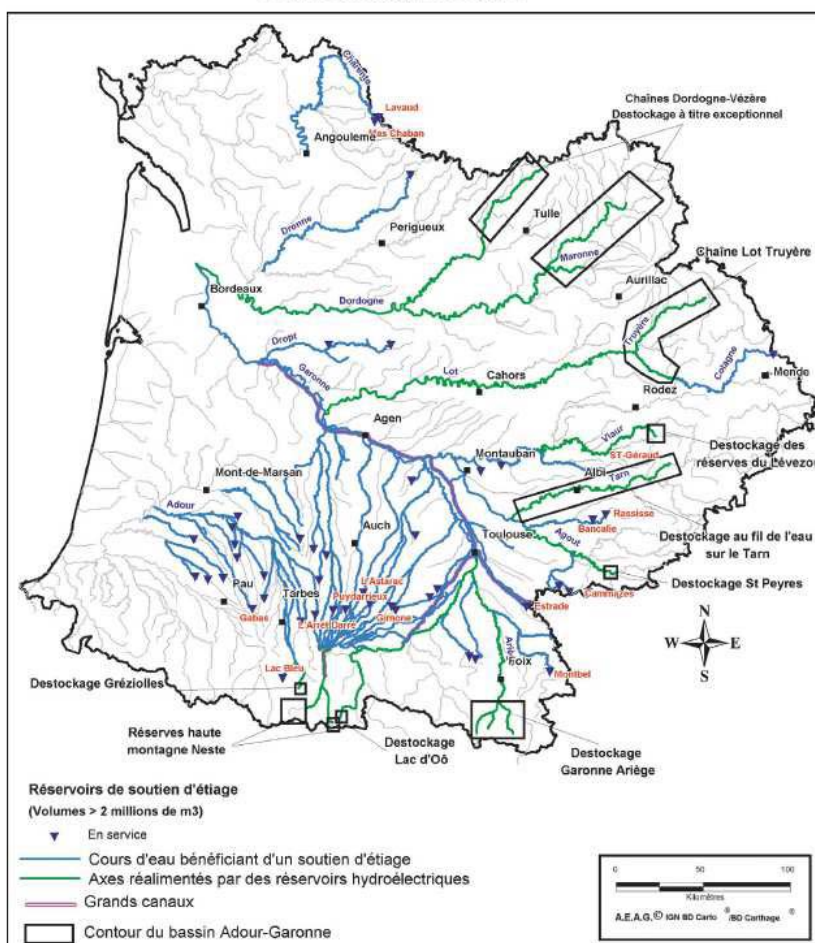 Charente
Lavaud
Mas Chaban
Angouleme
Chaînes Dordogne-Vézère
Destockage à titre exceptionnel
Dronne
Perigueux
Tulle
Maronne
Chaîne Lot Truyère
Aurillac
Bordeaux
Dordogne
Truyère
Dropt
Garonne
Lot
Cahors
Colagne
Mende
Rodez
Agen
Viaur
Montauban
ST-Géraud
Destockage des
réserves du Lévezou
Mont-de-Marsan
Albi
Tarn
Adour
Rassisse
Bancalie
Auch
Toulouse
Agout
Destockage au fil de l'eau
sur le Tarn
L'Astarac
Pau
Tarbes
Puydarrieux
Destockage St Peyres
Gabas
L'Arret Darré
Gimone
Estrade
Cammazes
N
W
E
S
Ariège
Foix
Lac Bleu
Montbel
Destockage Gréziolles
Réserves haute
montagne Neste
Destockage
Lac d'Oô
Destockage
Garonne Ariège
Réservoirs de soutien d'étiage
(Volumes > 2 millions de m3)
En service
Cours d'eau bénéficiant d'un soutien d'étiage
Axes réalimentés par des réservoirs hydroélectriques
Grands canaux
Contour du bassin Adour-Garonne
0 50 100
Kilomètres
A.E.A.G.© IGN BD Carto ® /BD Carthage ®